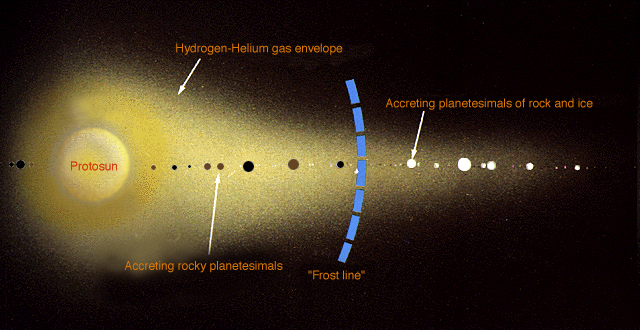 Hydrogen-Helium gas envelope
Accreting planetesimals of rock and ice
Protosun
Accreting rocky planetesimals
"Frost line"